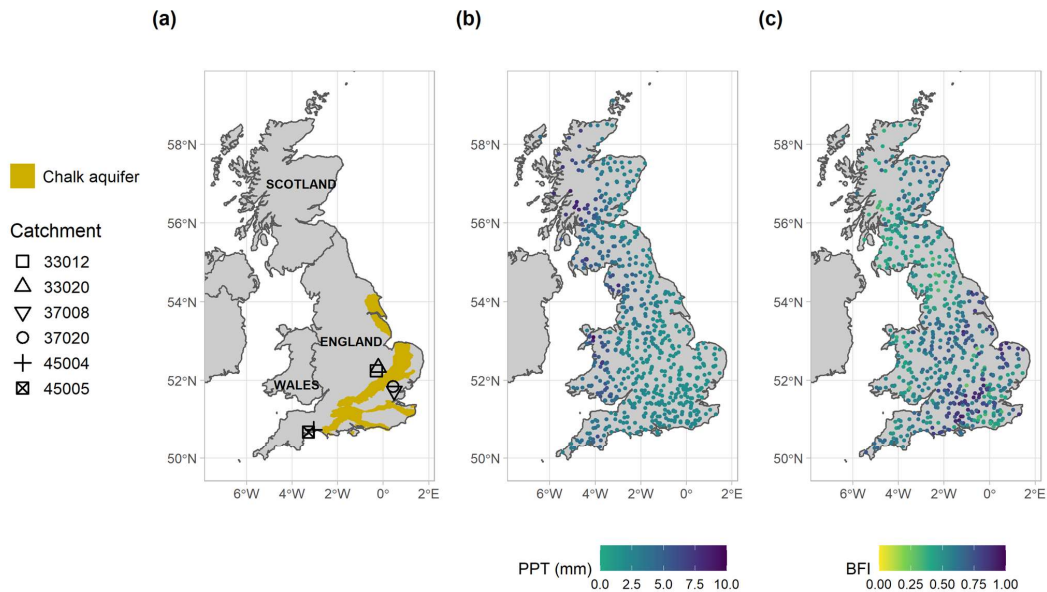 (a)
(b)
(c)
Chalk aquifer
Catchment
33012
33020
37008
37020
45004
45005
58°N
56°N
54°N
52°N
50°N
SCOTLAND
ENGLAND
WALES
6°W 4°W 2°W 0° 2°E
58°N
56°N
54°N
52°N
50°N
6°W 4°W 2°W 0° 2°E
58°N
56°N
54°N
52°N
50°N
6°W 4°W 2°W 0° 2°E
PPT (mm)
0.0 2.5 5.0 7.5 10.0
BFI
0.00 0.25 0.50 0.75 1.00